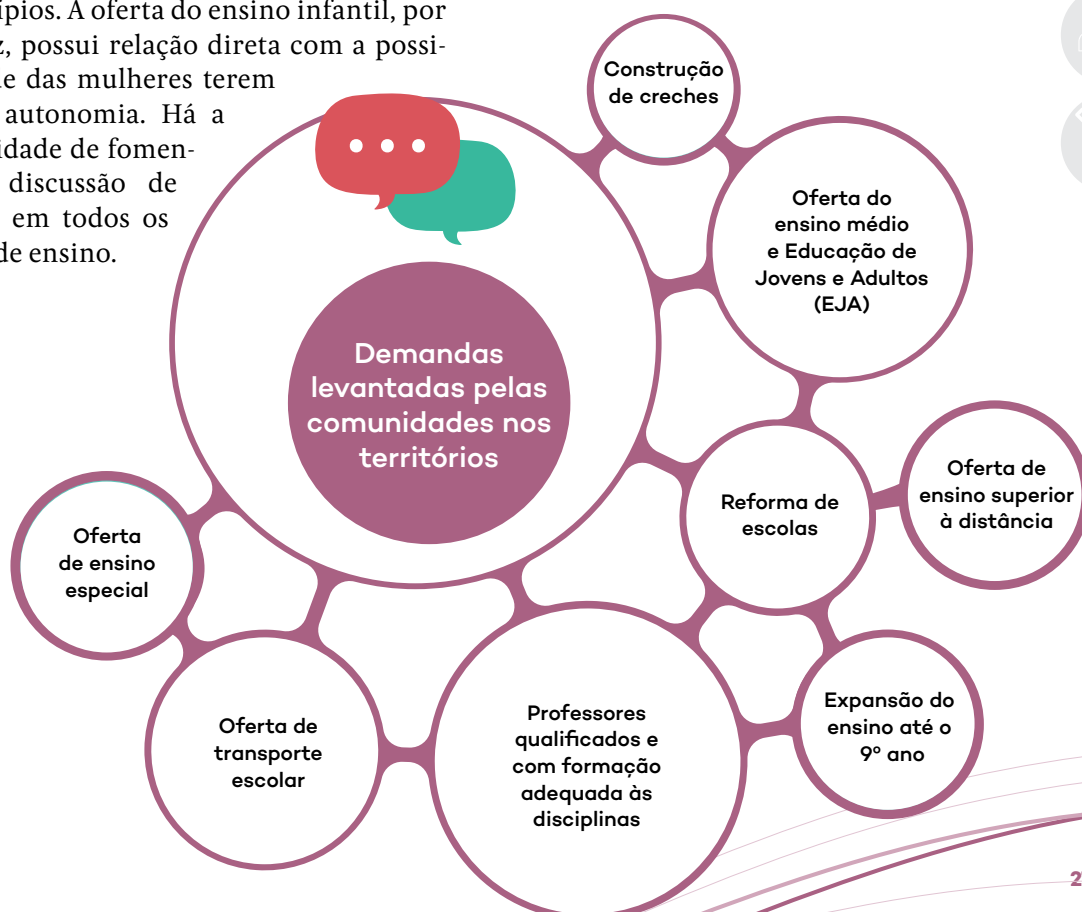 ípios. A oferta do ensino infantil, por
z, possui relação direta com a possi-
e das mulheres terem
autonomia. Há a
idade de fomen-
discussão de
em todos os
de ensino.
Construção
de creches
Oferta do
ensino médio
e Educação de
Jovens e Adultos
(EJA)
Demandas
levantadas pelas
comunidades nos
territórios
Oferta de
ensino superior
à distância
Reforma de
escolas
Oferta
de ensino
especial
Expansão do
ensino até o
9º ano
Professores
qualificados e
com formação
adequada às
disciplinas
Oferta de
transporte
escolar